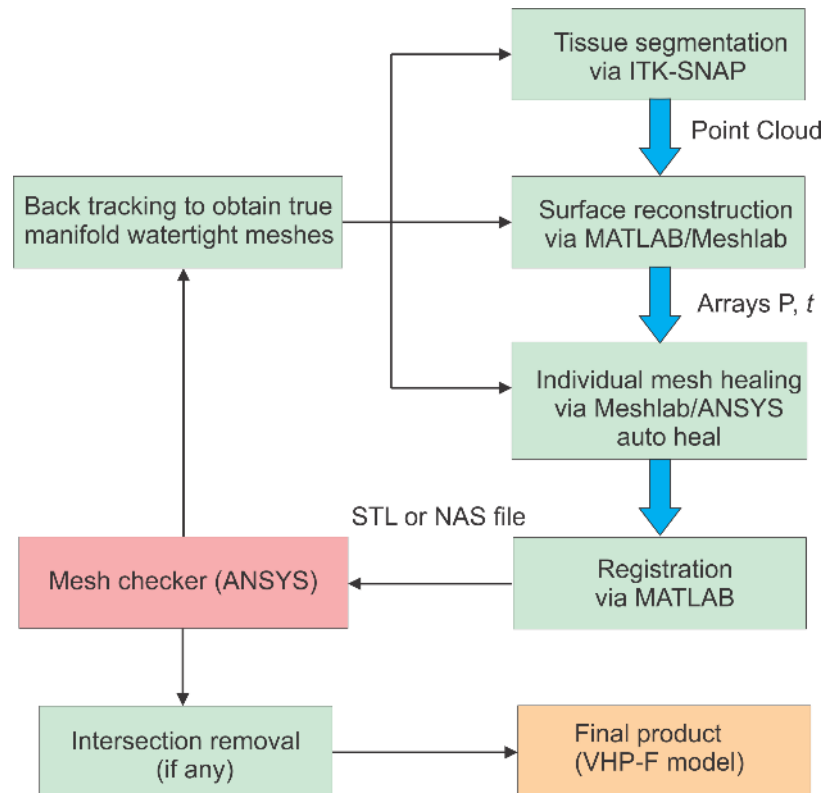 Tissue segmentation
via ITK-SNAP
Point Cloud
Back tracking to obtain true
manifold watertight meshes
Surface reconstruction
via MATLAB/Meshlab
Arrays P, t
Individual mesh healing
via Meshlab/ANSYS
auto heal
STL or NAS file
Mesh checker (ANSYS)
Registration
via MATLAB
Intersection removal
(if any)
Final product
(VHP-F model)